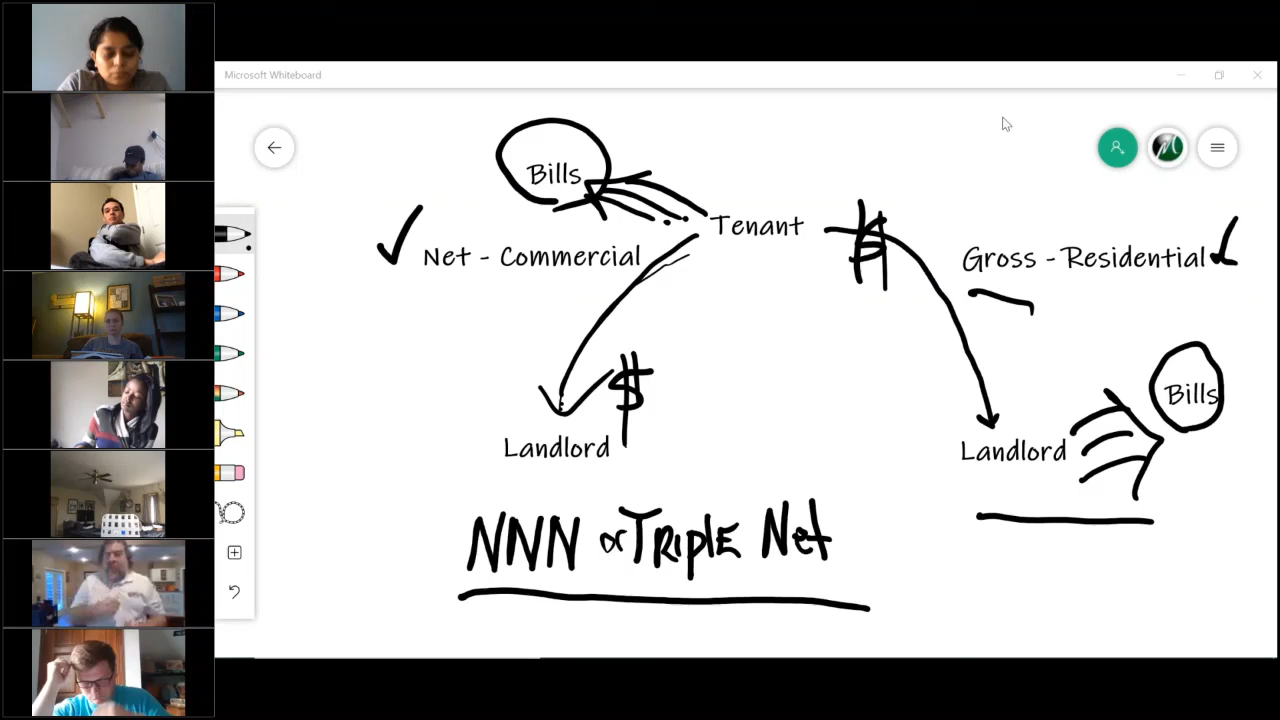 Microsoft Whiteboard
Bills
Tenant $
Net - Commercial
Gross - Residential
$
Bills
Landlord
Landlord
NNN or Triple Net